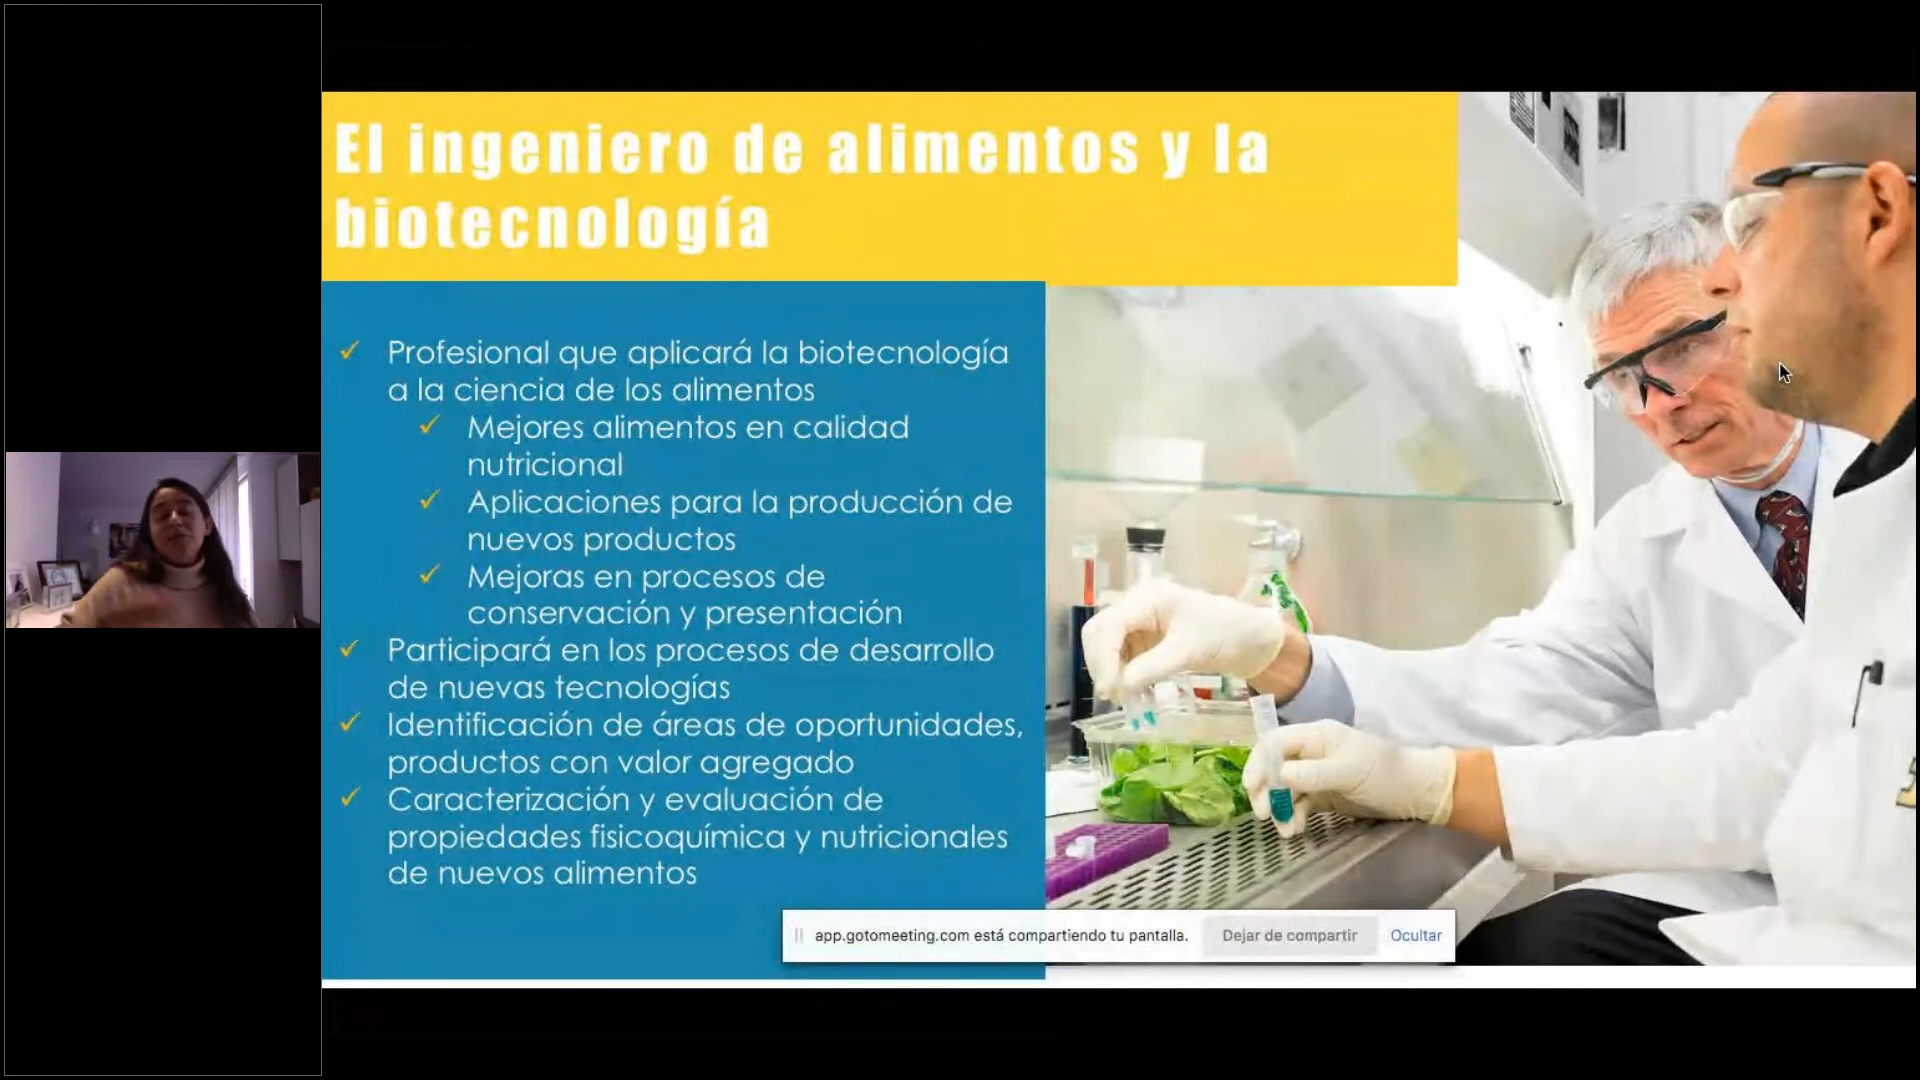 El ingeniero de alimentos y la
biotecnología
Profesional que aplicará la biotecnología
a la ciencia de los alimentos
Mejores alimentos en calidad
nutricional
Aplicaciones para la producción de
nuevos productos
Mejoras en procesos de
conservación y presentación
Participará en los procesos de desarrollo
de nuevas tecnologías
Identificación de áreas de oportunidades,
productos con valor agregado
Caracterización y evaluación de
propiedades fisicoquímica y nutricionales
de nuevos alimentos
app.gotomeeting.com está compartiendo tu pantalla. Dejar de compartir Ocultar